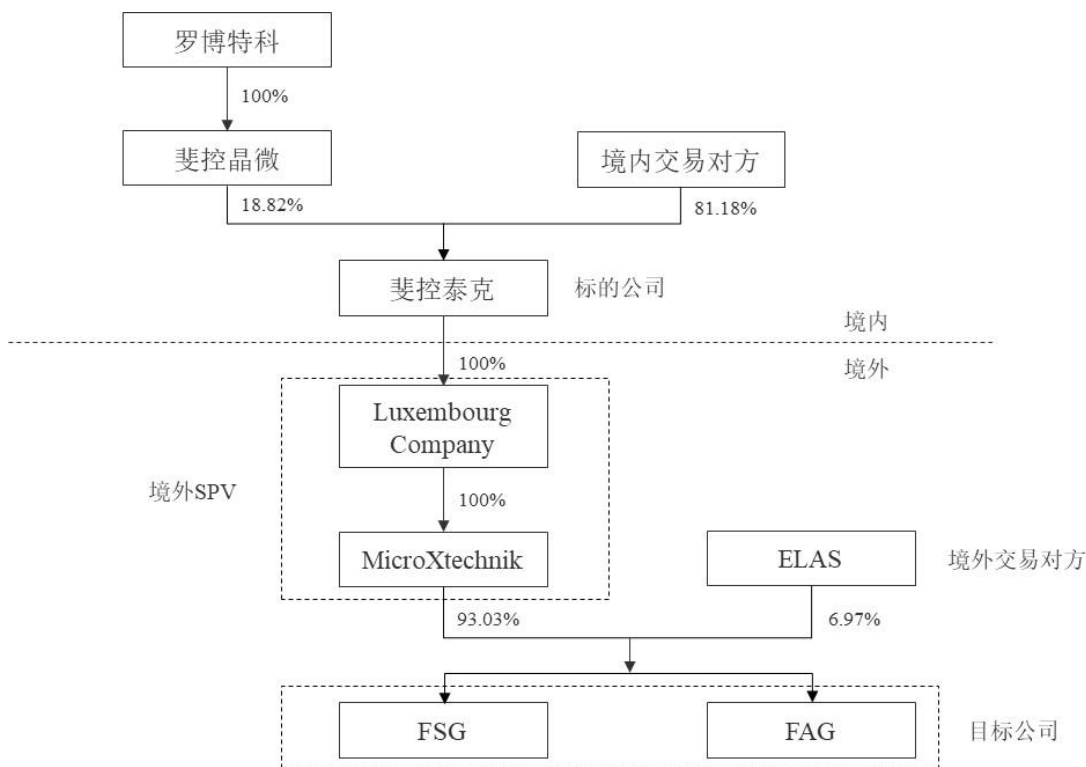 罗博特科
100%
斐控晶微
境内交易对方
18.82%
81.18%
斐控泰克
标的公司
境内
100%
境外
Luxembourg
Company
境外SPV
100%
MicroXtechnik
ELAS
境外交易对方
93.03%
6.97%
FSG
FAG
目标公司